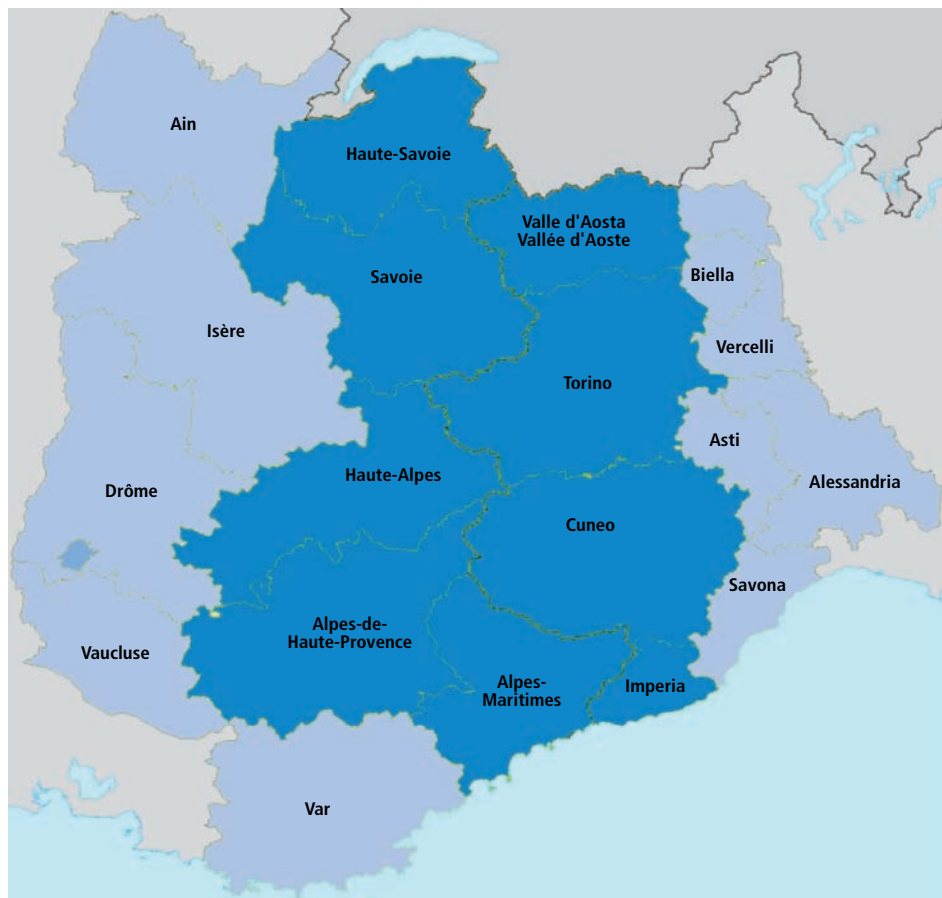 Ain
Haute-Savoie
Valle d'Aosta
Vallée d'Aoste
Biella
Savoie
Isère
Vercelli
Torino
Asti
Haute-Alpes
Alessandria
Drôme
Cuneo
Savona
Alpes-de-
Haute-Provence
Vaucluse
Alpes-
Maritimes
Imperia
Var